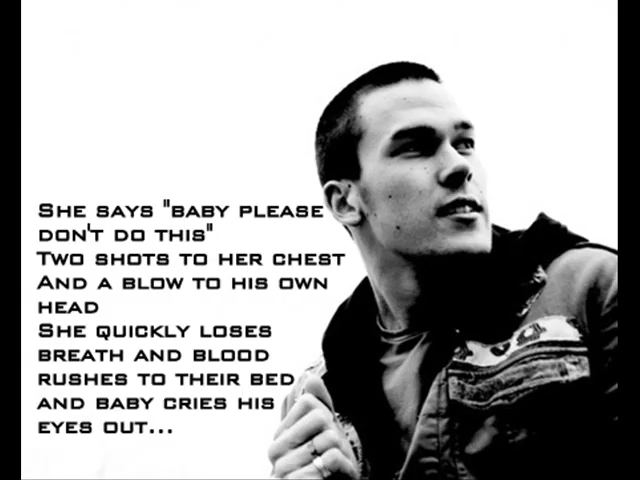 She says "baby please
don't do this"
Two shots to her chest
And a blow to his own
head
She quickly loses
breath and blood
rushes to their bed
and baby cries his
eyes out...